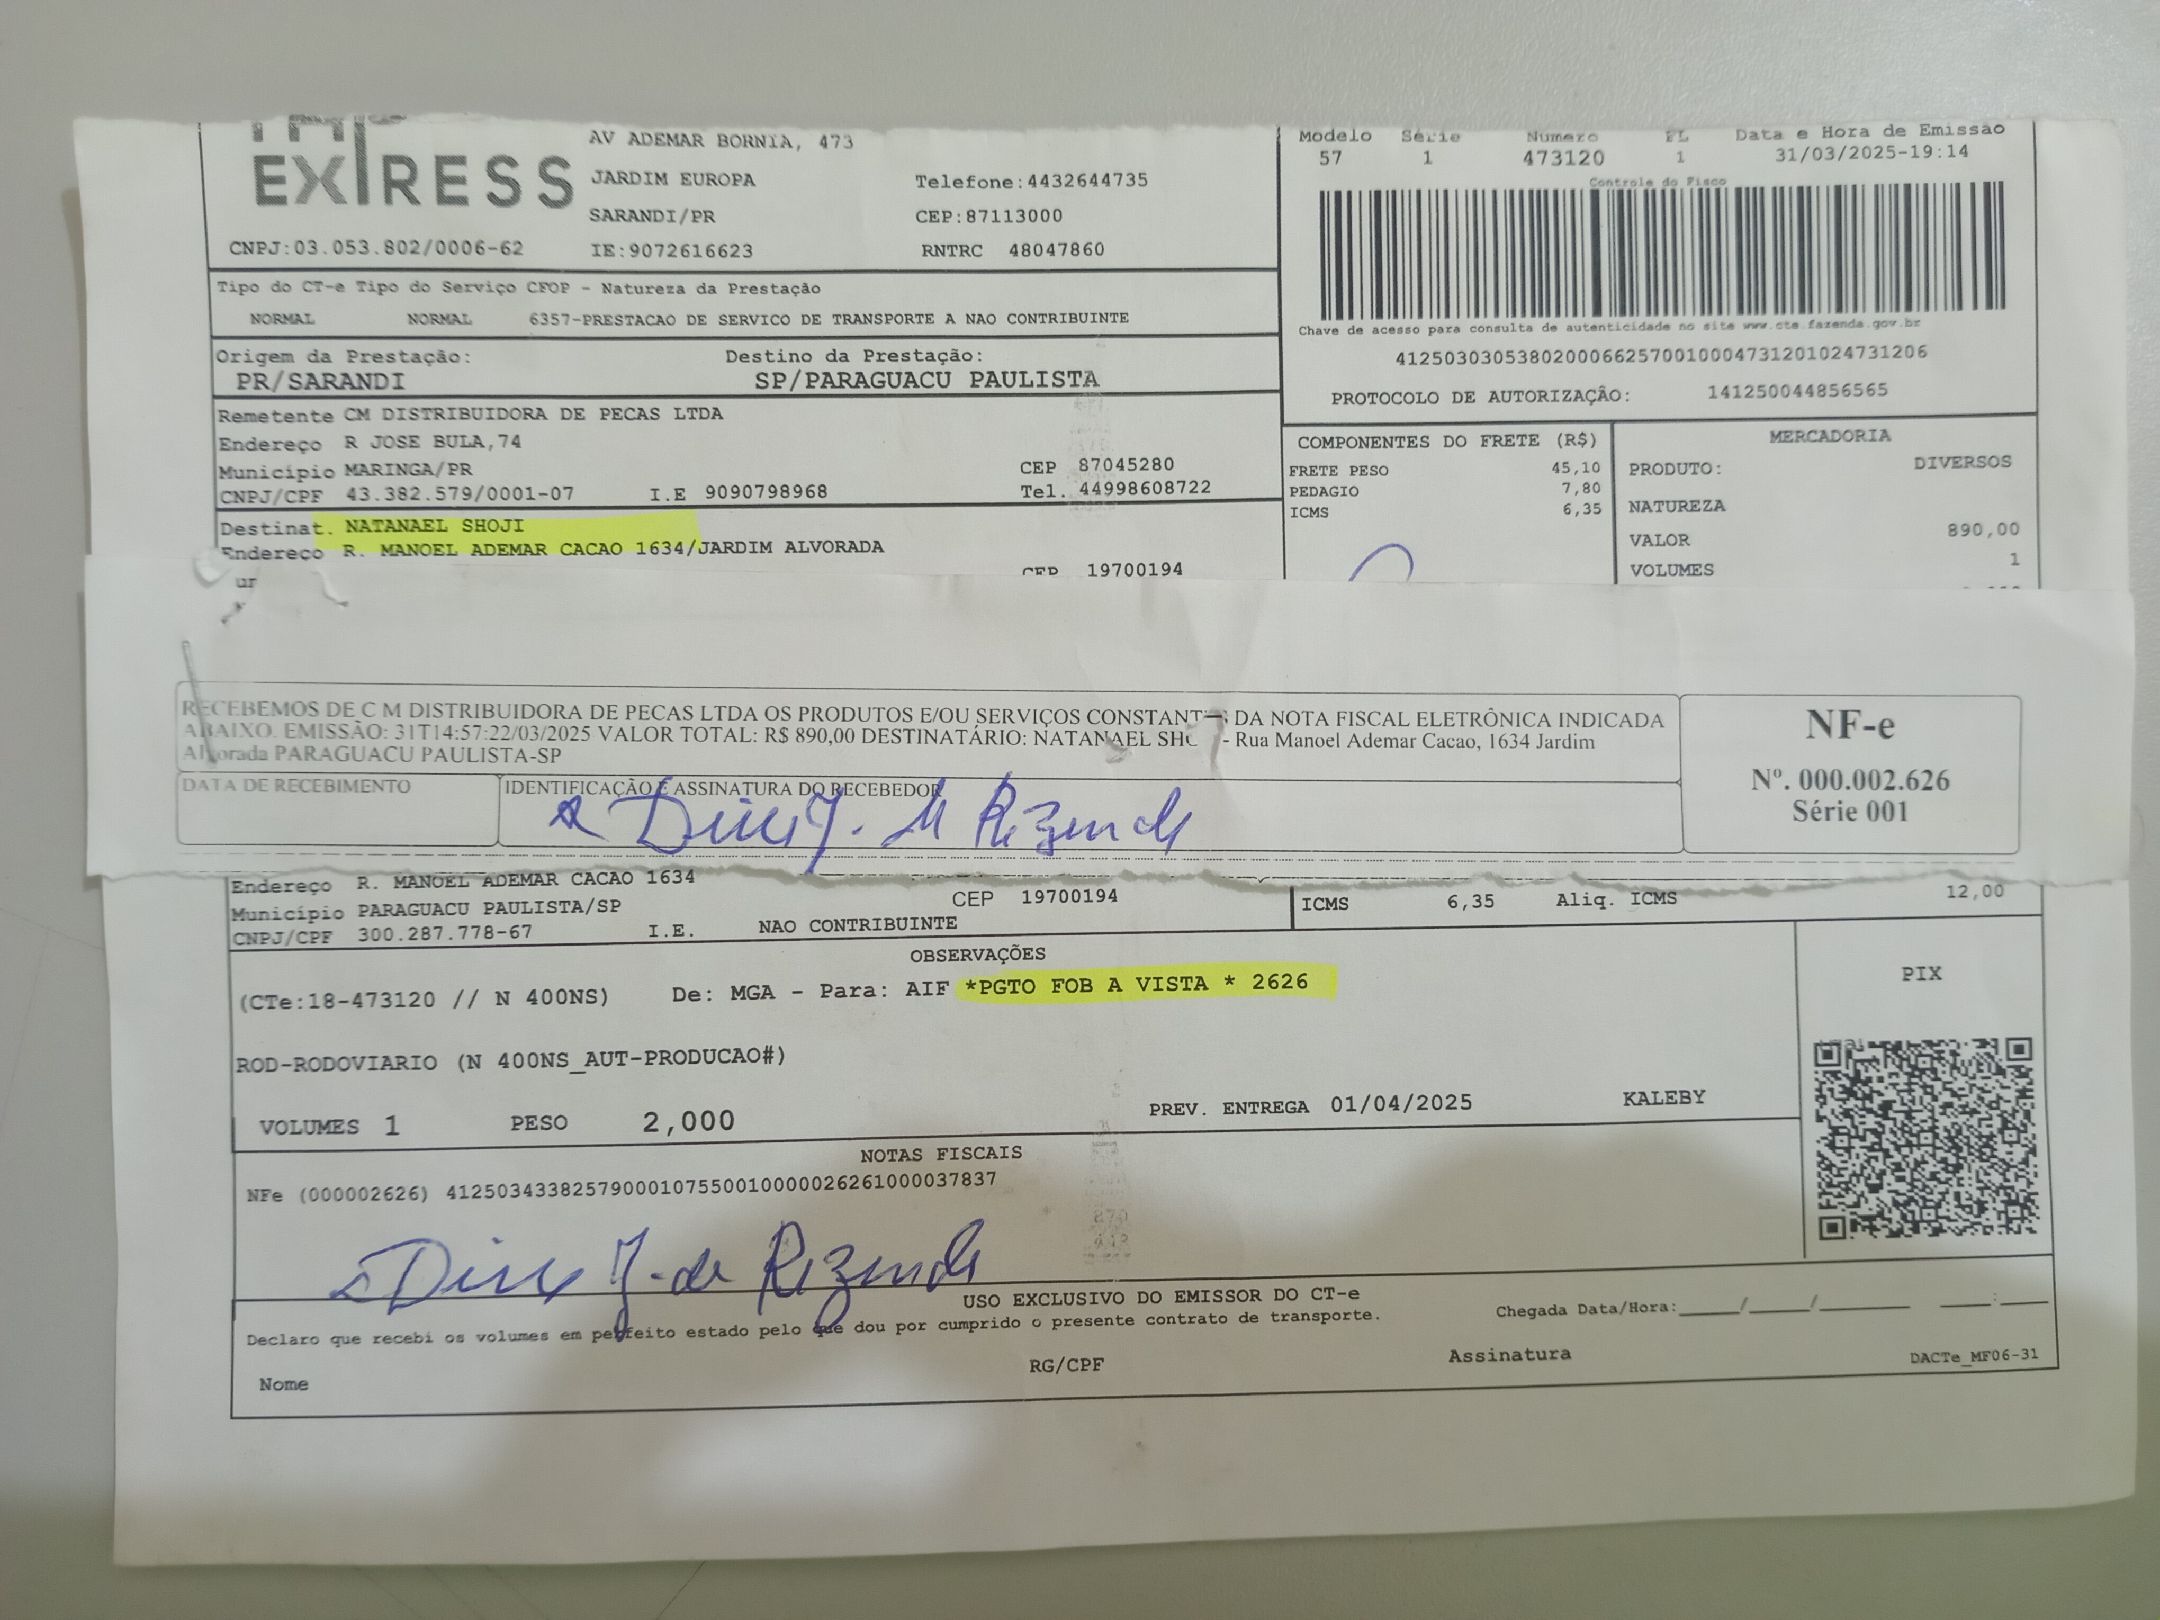 EXPRESS
AV ADEMAR BORNIA, 473
JARDIM EUROPA Telefone:4432644735
SARANDI/PR CEP:87113000
CNPJ:03.053.802/0006-62 IE:9072616623 RNTRC 48047860
Modelo Série Numero FL Data e Hora de Emissão
57 1 473120 1 31/03/2025-19:14
Controle do Fisco
Chave de acesso para consulta de autenticidade no site www.cte.fazenda.gov.br
41250303053802000662570010004731201024731206
PROTOCOLO DE AUTORIZAÇÃO: 141250044856565
Tipo do CT-e Tipo do Serviço CFOP - Natureza da Prestação
NORMAL NORMAL 6357-PRESTACAO DE SERVICO DE TRANSPORTE A NAO CONTRIBUINTE
Origem da Prestação: Destino da Prestação:
PR/SARANDI SP/PARAGUACU PAULISTA
Remetente CM DISTRIBUIDORA DE PECAS LTDA
Endereço R JOSE BULA,74
Município MARINGA/PR CEP 87045280
CNPJ/CPF 43.382.579/0001-07 I.E 9090798968 Tel. 44998608722
Destinat. NATANAEL SHOJI
Endereço R. MANOEL ADEMAR CACAO 1634/JARDIM ALVORADA
CEP 19700194
COMPONENTES DO FRETE (R$)
FRETE PESO 45,10
PEDAGIO 7,80
ICMS 6,35
MERCADORIA
PRODUTO: DIVERSOS
NATUREZA
VALOR 890,00
VOLUMES 1
RECEBEMOS DE C M DISTRIBUIDORA DE PECAS LTDA OS PRODUTOS E/OU SERVIÇOS CONSTANTES DA NOTA FISCAL ELETRÔNICA INDICADA
ABAIXO. EMISSÃO: 31T14:57:22/03/2025 VALOR TOTAL: R$ 890,00 DESTINATÁRIO: NATANAEL SHO - Rua Manoel Ademar Cacao, 1634 Jardim
Alvorada PARAGUACU PAULISTA-SP
DATA DE RECEBIMENTO IDENTIFICAÇÃO E ASSINATURA DO RECEBEDOR
Rezende
NF-e
Nº. 000.002.626
Série 001
Endereço R. MANOEL ADEMAR CACAO 1634
Município PARAGUACU PAULISTA/SP CEP 19700194
CNPJ/CPF 300.287.778-67 I.E. NAO CONTRIBUINTE
ICMS 6,35 Aliq. ICMS 12,00
OBSERVAÇÕES
(CTe:18-473120 // N 400NS) De: MGA - Para: AIF *PGTO FOB A VISTA * 2626
ROD-RODOVIARIO (N 400NS_AUT-PRODUCAO#)
VOLUMES 1 PESO 2,000 PREV. ENTREGA 01/04/2025 KALEBY
PIX
NOTAS FISCAIS
NFe (000002626) 41250343382579000107550010000026261000037837
de Rezende
USO EXCLUSIVO DO EMISSOR DO CT-e
Declaro que recebi os volumes em perfeito estado pelo que dou por cumprido o presente contrato de transporte.
Chegada Data/Hora:_____/_____/_______ ____:____
Nome RG/CPF Assinatura DACTe_MF06-31